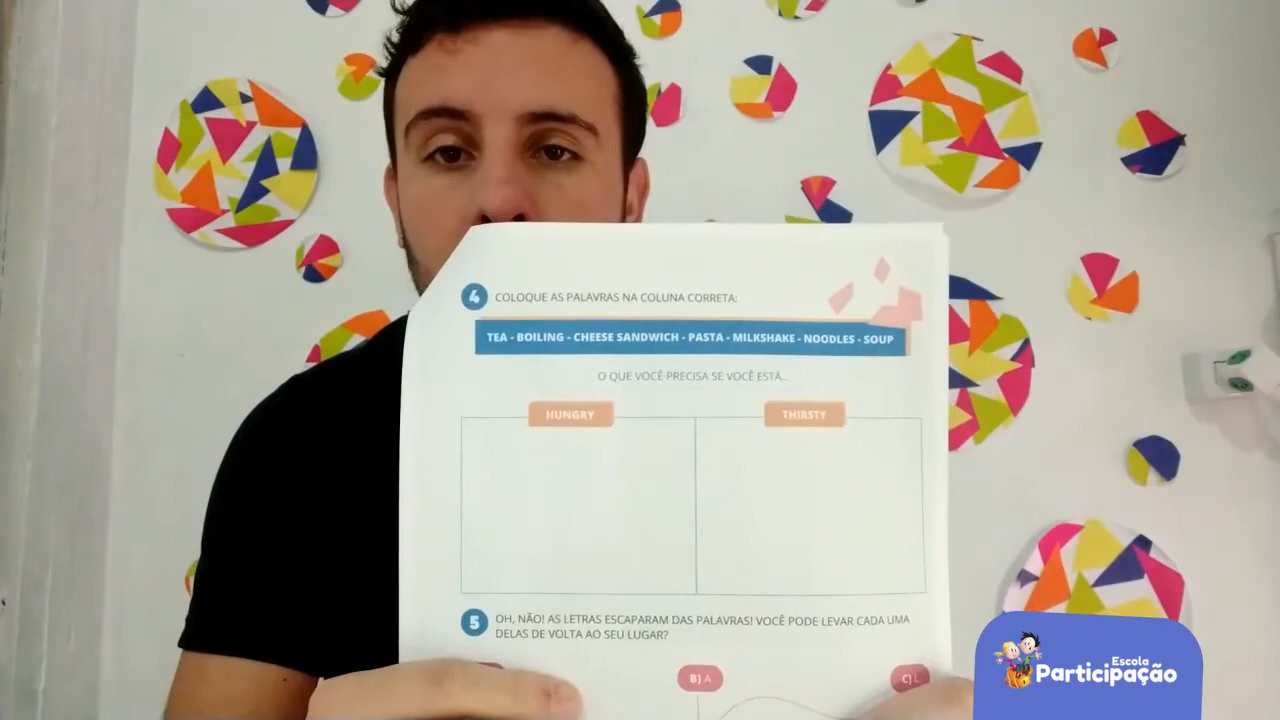 4 COLOQUE AS PALAVRAS NA COLUNA CORRETA:
TEA - BOILING - CHEESE SANDWICH - PASTA - MILKSHAKE - NOODLES - SOUP
O QUE VOCÊ PRECISA SE VOCÊ ESTÁ...
HUNGRY THIRSTY
5 OH, NÃO! AS LETRAS ESCAPARAM DAS PALAVRAS! VOCÊ PODE LEVAR CADA UMA
DELAS DE VOLTA AO SEU LUGAR?
B) A C) L
Escola
Participação